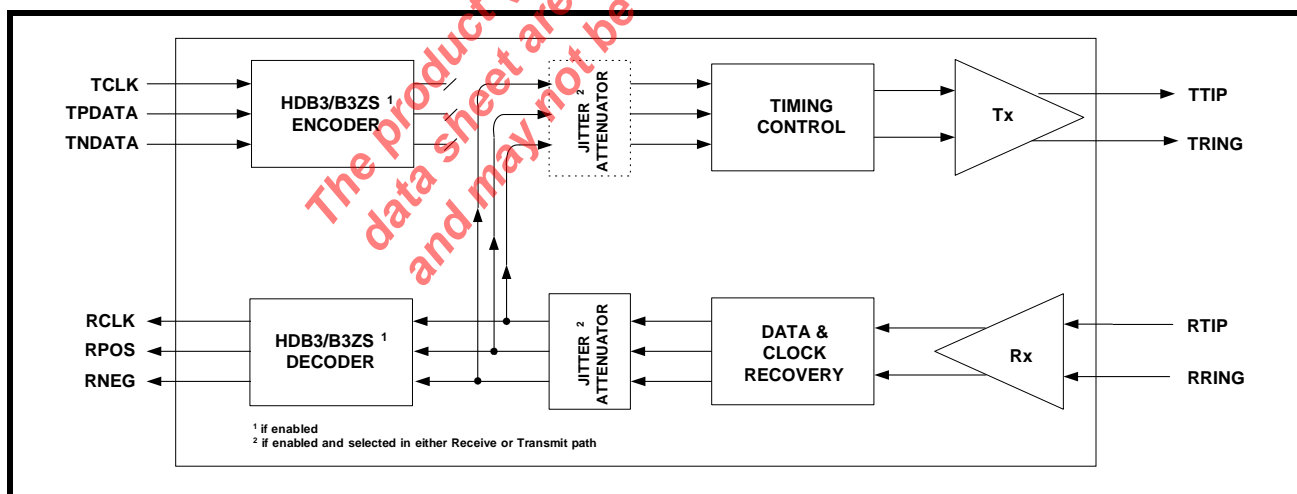 TCLK
TPDATA
TNDATA
HDB3/B3ZS 1
ENCODER
JITTER 2
ATTENUATOR
TIMING
CONTROL
Tx
TTIP
TRING
The product
data sheet are
and may not be
RCLK
RPOS
RNEG
HDB3/B3ZS 1
DECODER
JITTER 2
ATTENUATOR
DATA &
CLOCK
RECOVERY
Rx
RTIP
RRING
1 if enabled
2 if enabled and selected in either Receive or Transmit path